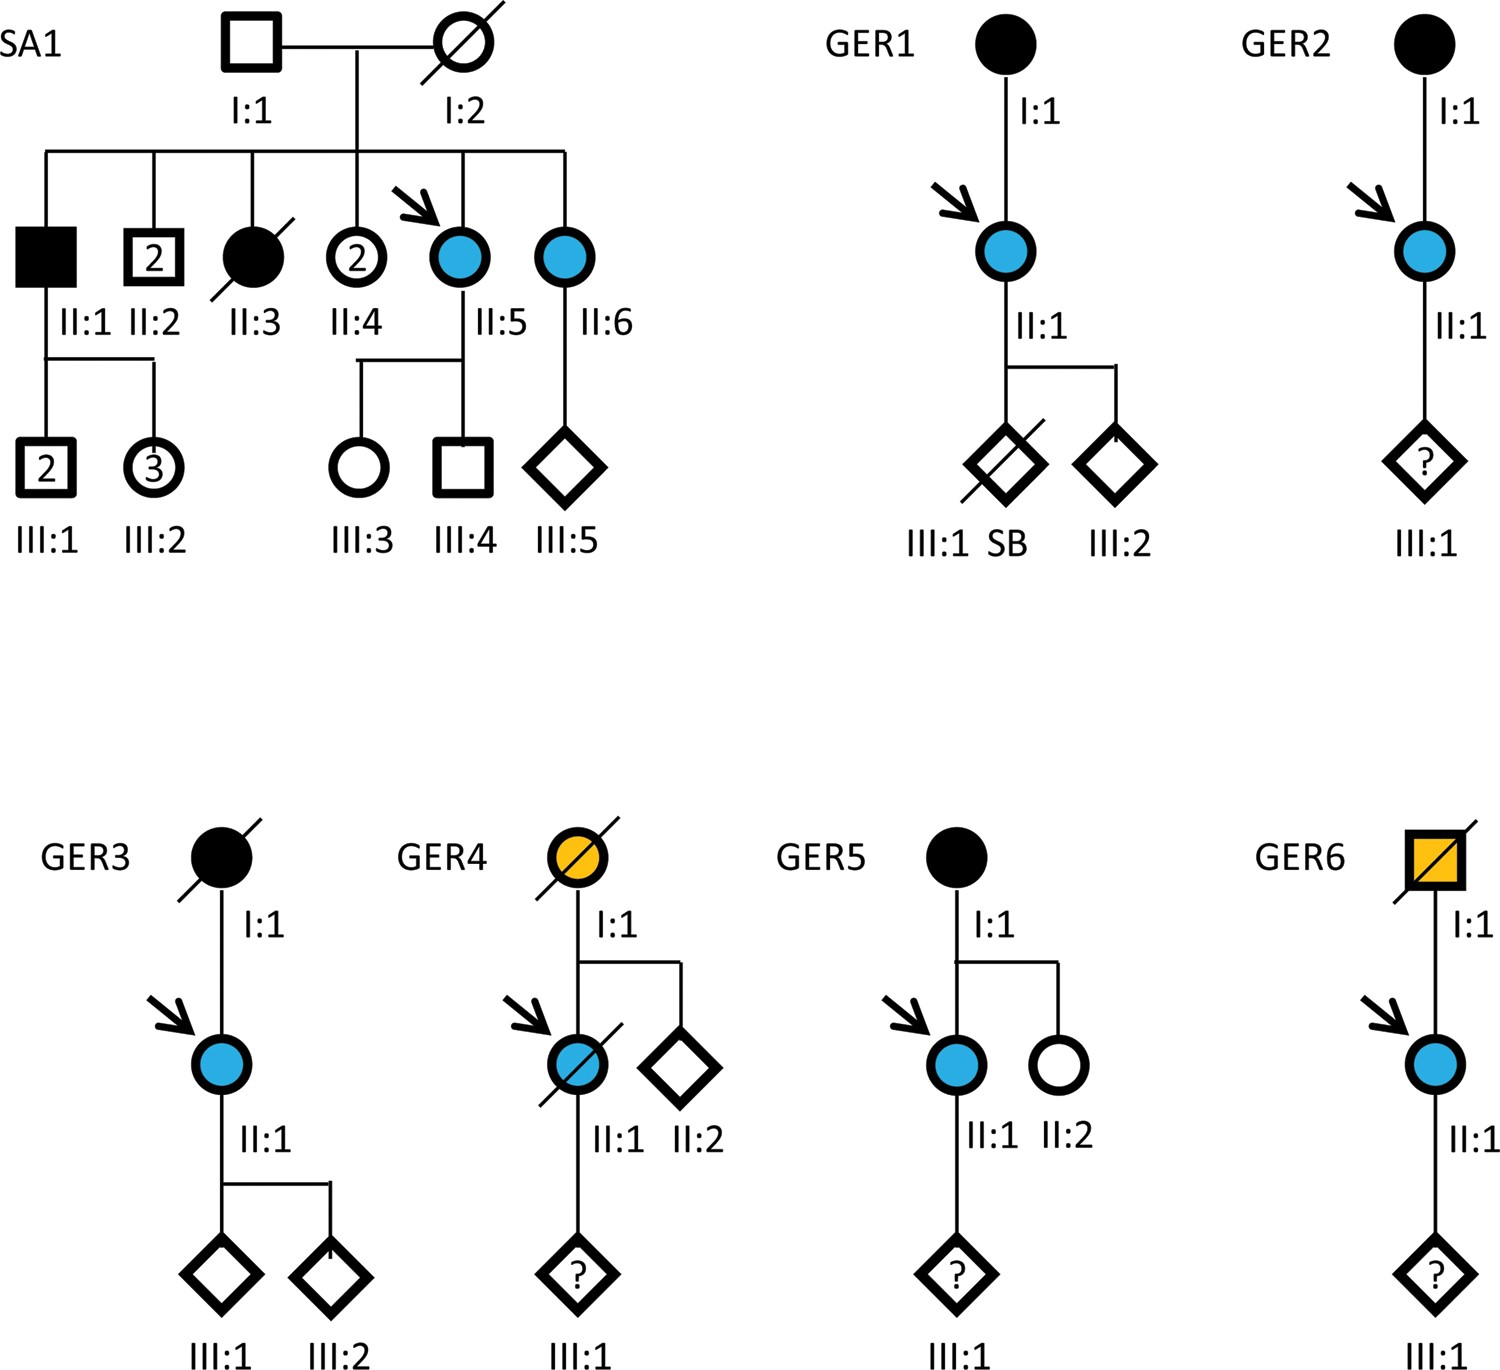 SA1 GER1 GER2
I:1 I:2 I:1 I:1
2 2
II:1 II:2 II:3 II:4 II:5 II:6 II:1 II:1
2 3 ?
III:1 III:2 III:3 III:4 III:5 III:1 SB III:2 III:1
GER3 GER4 GER5 GER6
I:1 I:1 I:1 I:1
II:1 II:1 II:2 II:1 II:2 II:1
? ? ?
III:1 III:2 III:1 III:1 III:1